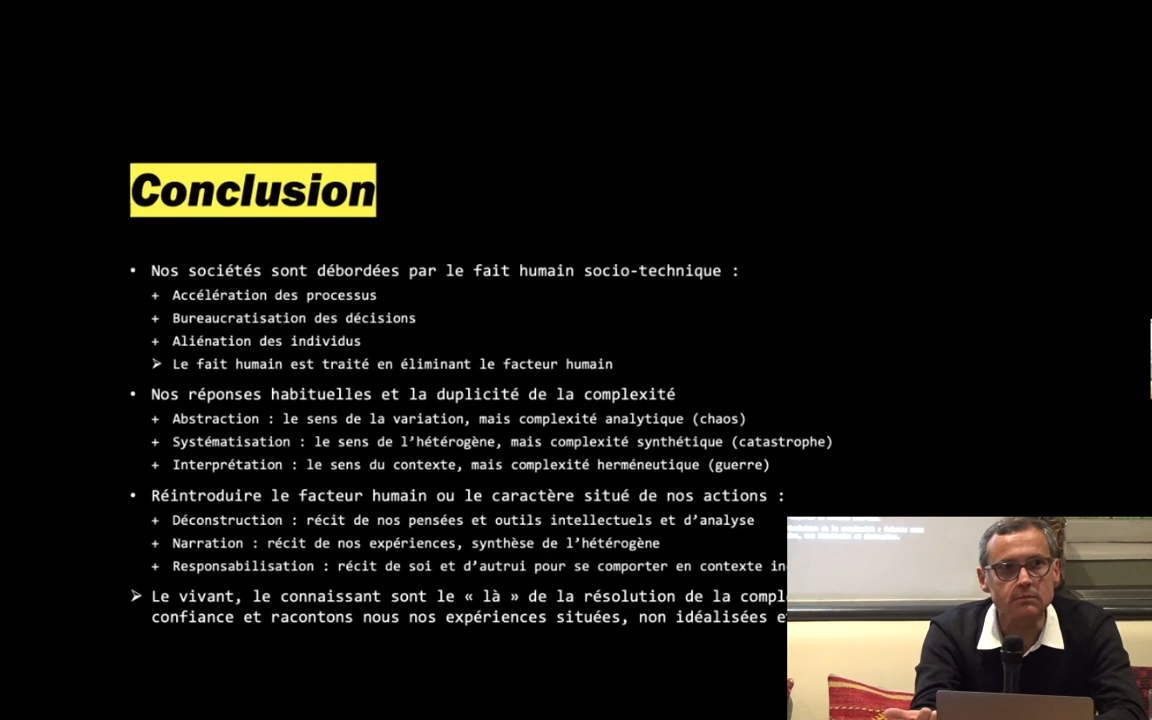 Conclusion
• Nos sociétés sont débordées par le fait humain socio-technique :
+ Accélération des processus
+ Bureaucratisation des décisions
+ Aliénation des individus
➢ Le fait humain est traité en éliminant le facteur humain
• Nos réponses habituelles et la duplicité de la complexité
+ Abstraction : le sens de la variation, mais complexité analytique (chaos)
+ Systématisation : le sens de l’hétérogène, mais complexité synthétique (catastrophe)
+ Interprétation : le sens du contexte, mais complexité herméneutique (guerre)
• Réintroduire le facteur humain ou le caractère situé de nos actions :
+ Déconstruction : récit de nos pensées et outils intellectuels et d’analyse
+ Narration : récit de nos expériences, synthèse de l’hétérogène
+ Responsabilisation : récit de soi et d’autrui pour se comporter en contexte
➢ Le vivant, le connaissant sont le « là » de la résolution de la
confiance et racontons nous nos expériences situées, non idéalisées